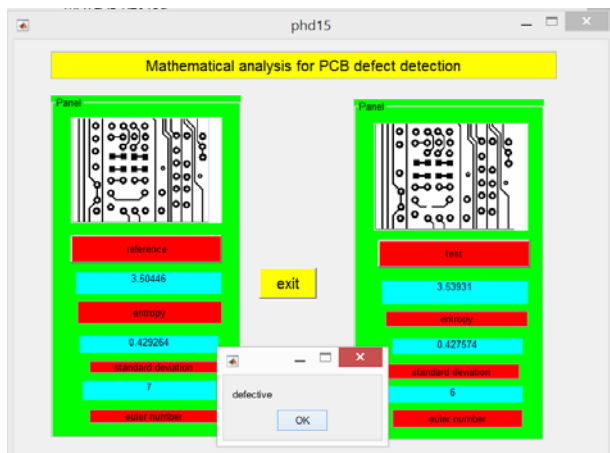 phd15
Mathematical analysis for PCB defect detection
Panel
reference
3.50446
entropy
0.429264
standard deviation
7
euler number
exit
Panel
test
3.53931
entropy
0.427574
standard deviation
6
euler number
defective
OK